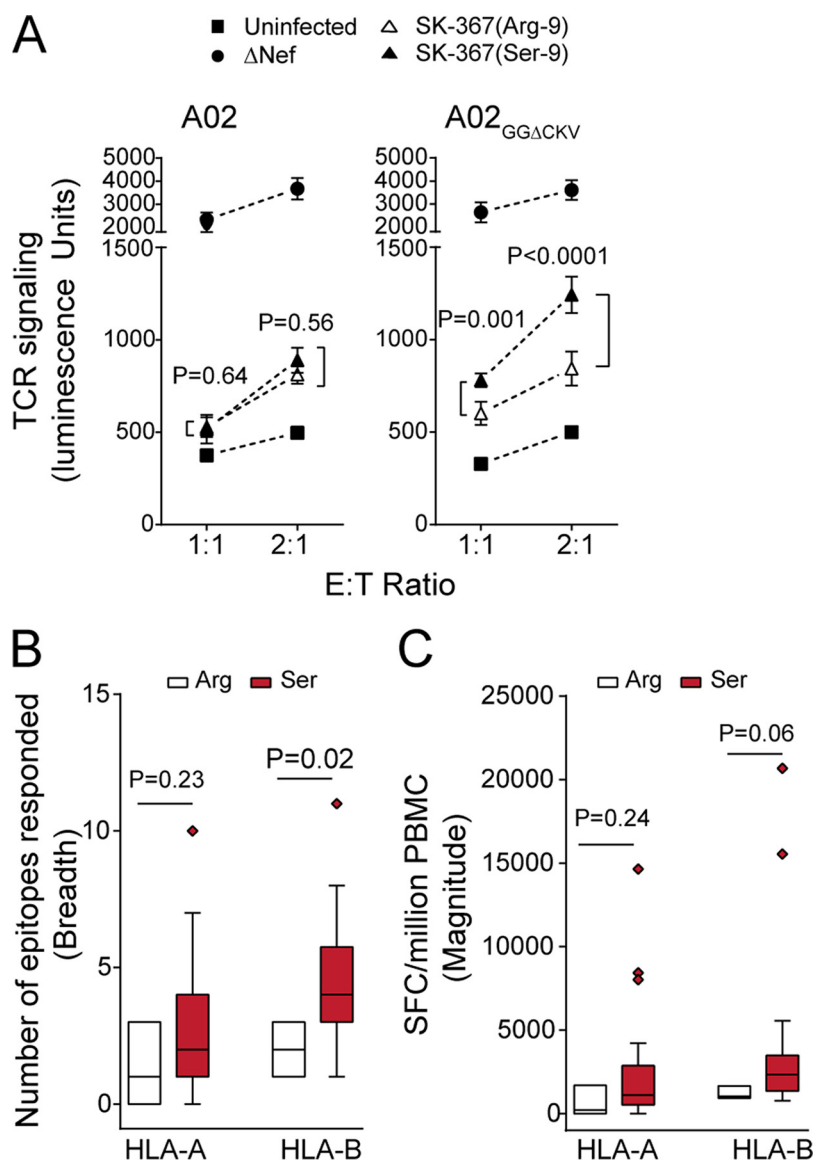 A
Uninfected
SK-367(Arg-9)
ΔNef
SK-367(Ser-9)
A02
A02GGΔCKV
TCR signaling
(luminescence Units)
5000
4000
3000
2000
1500
1000
500
0
P=0.64
P=0.56
1:1
2:1
5000
4000
3000
2000
1500
1000
500
0
P=0.001
P<0.0001
1:1
2:1
E:T Ratio
B
Arg
Ser
Number of epitopes responded
(Breadth)
15
10
5
0
P=0.23
P=0.02
HLA-A
HLA-B
C
Arg
Ser
SFC/million PBMC
(Magnitude)
25000
20000
15000
10000
5000
0
P=0.24
P=0.06
HLA-A
HLA-B